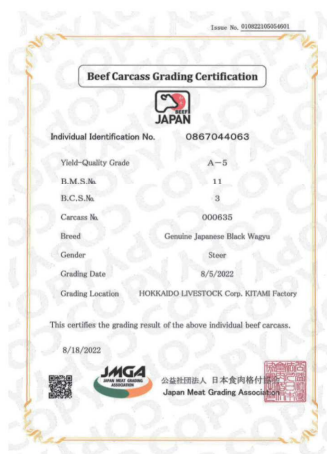 Issue No. 010822105054601
Beef Carcass Grading Certification
BEEF
JAPAN
Individual Identification No. 0867044063
Yield-Quality Grade A-5
B.M.S.№ 11
B.C.S.№ 3
Carcass № 000635
Breed Genuine Japanese Black Wagyu
Gender Steer
Grading Date 8/5/2022
Grading Location HOKKAIDO LIVESTOCK Corp. KITAMI Factory
This certifies the grading result of the above individual beef carcass.
8/18/2022
JMGA
JAPAN MEAT GRADING
ASSOCIATION
公益社団法人 日本食肉格付協会
Japan Meat Grading Association
COPY